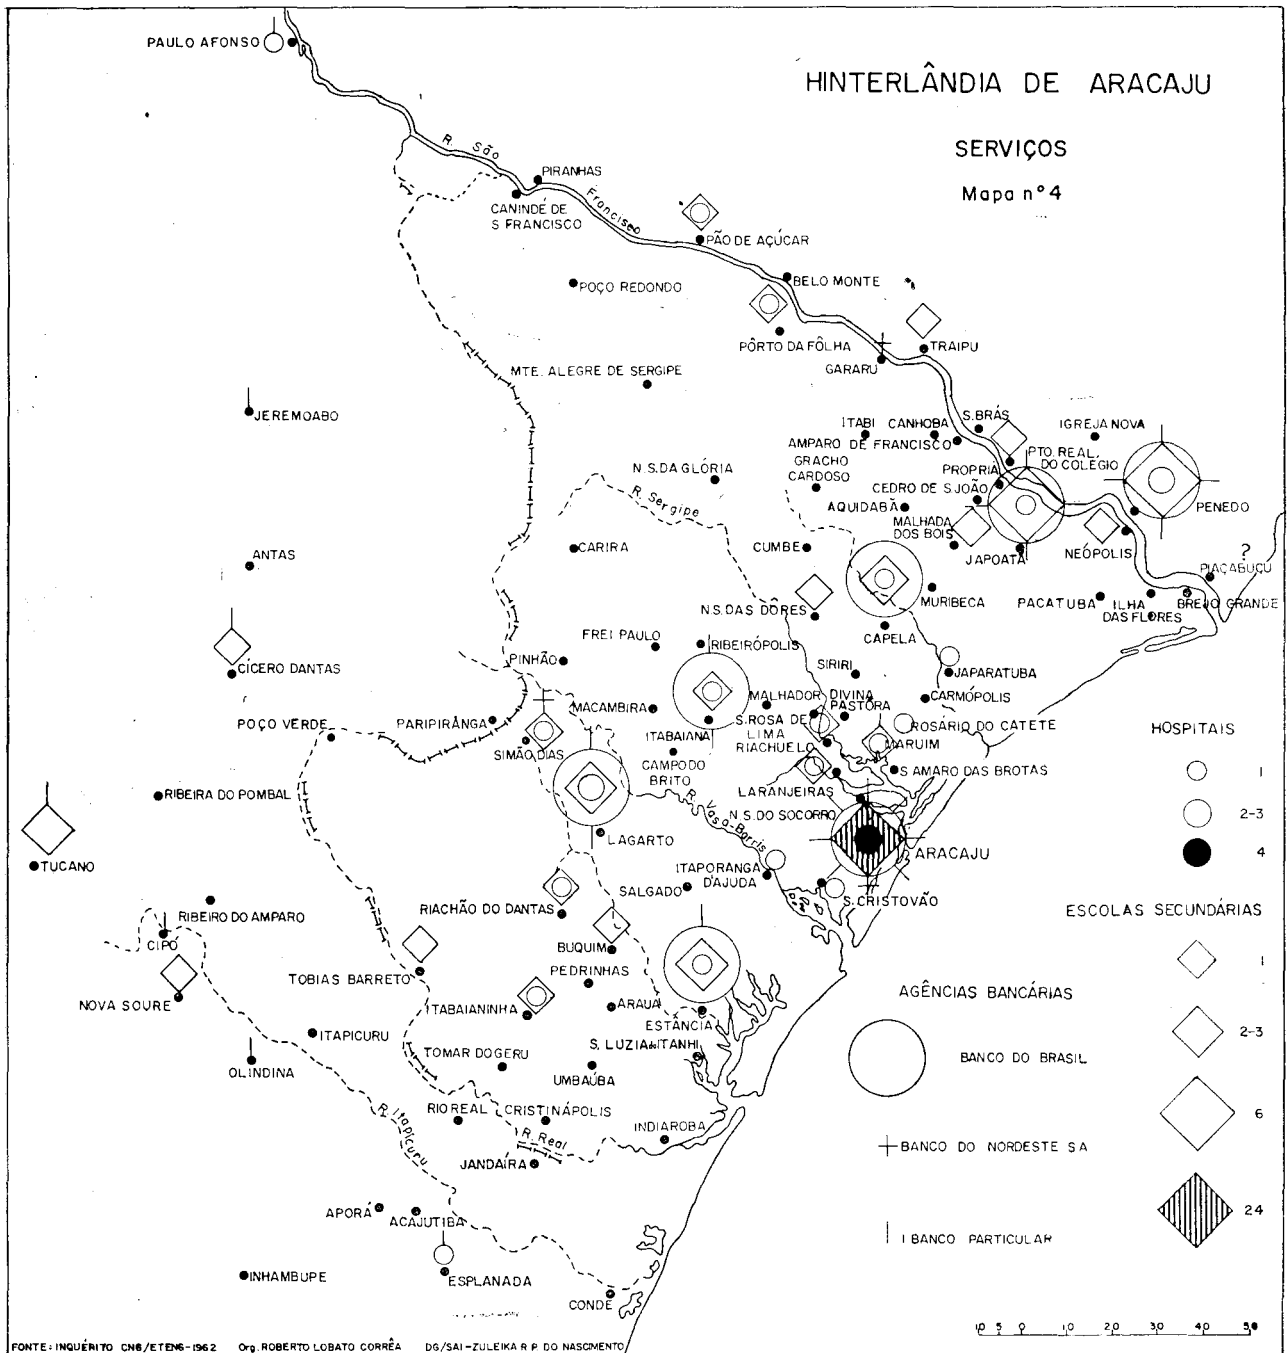 HINTERLÂNDIA DE ARACAJU
SERVIÇOS
Mapa nº 4
PAULO AFONSO
R. São Francisco
PIRANHAS
CANINDÉ DE
S FRANCISCO
PÃO DE AÇÚCAR
POÇO REDONDO
BELO MONTE
PÔRTO DA FÔLHA
TRAIPU
GARARU
MTE. ALEGRE DE SERGIPE
JEREMOABO
ITABI
CANHOBA
S. BRÁS
IGREJA NOVA
AMPARO DE FRANCISCO
GRACHO
CARDOSO
PTO. REAL
DO COLÉGIO
PROPRIÁ
N.S. DA GLÓRIA
R. Sergipe
CEDRO DE S. JOÃO
AQUIDABÃ
PENEDO
MALHADA
DOS BOIS
JAPOATÃ
NEÓPOLIS
CARIRA
CUMBE
ANTAS
?
PIAÇABUÇU
MURIBECA
PACATUBA
ILHA
DAS FLORES
BREJO GRANDE
N.S. DAS DÔRES
CAPELA
FREI PAULO
RIBEIRÓPOLIS
PINHÃO
CÍCERO DANTAS
SIRIRI
JAPARATUBA
MACAMBIRA
MALHADOR
DIVINA
PASTORA
CARMÓPOLIS
POÇO VERDE
PARIPIRÂNGA
S. ROSA DE
LIMA
ROSÁRIO DO CATETE
SIMÃO DIAS
ITABAIANA
RIACHUELO
MARUIM
CAMPO DO
BRITO
S. AMARO DAS BROTAS
RIBEIRA DO POMBAL
R. Vasa-Barris
LARANJEIRAS
N.S. DO SOCORRO
LAGARTO
ARACAJU
TUCANO
ITAPORANGA
D'AJUDA
SALGADO
S. CRISTOVÃO
RIBEIRO DO AMPARO
RIACHÃO DO DANTAS
CIPÓ
BUQUIM
TOBIAS BARRETO
PEDRINHAS
NOVA SOURE
ITABAIANINHA
ARAUÁ
ESTÂNCIA
ITAPICURU
S. LUZIA do ITANHI
TOMAR DO GERU
OLINDINA
UMBAÚBA
R. Itapicuru
RIO REAL
CRISTINÁPOLIS
R. Real
INDIAROBA
JANDAÍRA
APORÁ
ACAJUTIBA
INHAMBUPE
ESPLANADA
CONDE
HOSPITAIS
1
2-3
4
ESCOLAS SECUNDÁRIAS
1
2-3
6
24
AGÊNCIAS BANCÁRIAS
BANCO DO BRASIL
BANCO DO NORDESTE S A
1 BANCO PARTICULAR
10 5 0 10 20 30 40 50
FONTE: INQUÉRITO CNG/ETENG-1962 Org. ROBERTO LOBATO CORRÊA DG/SAI-ZULEIKA R P. DO NASCIMENTO